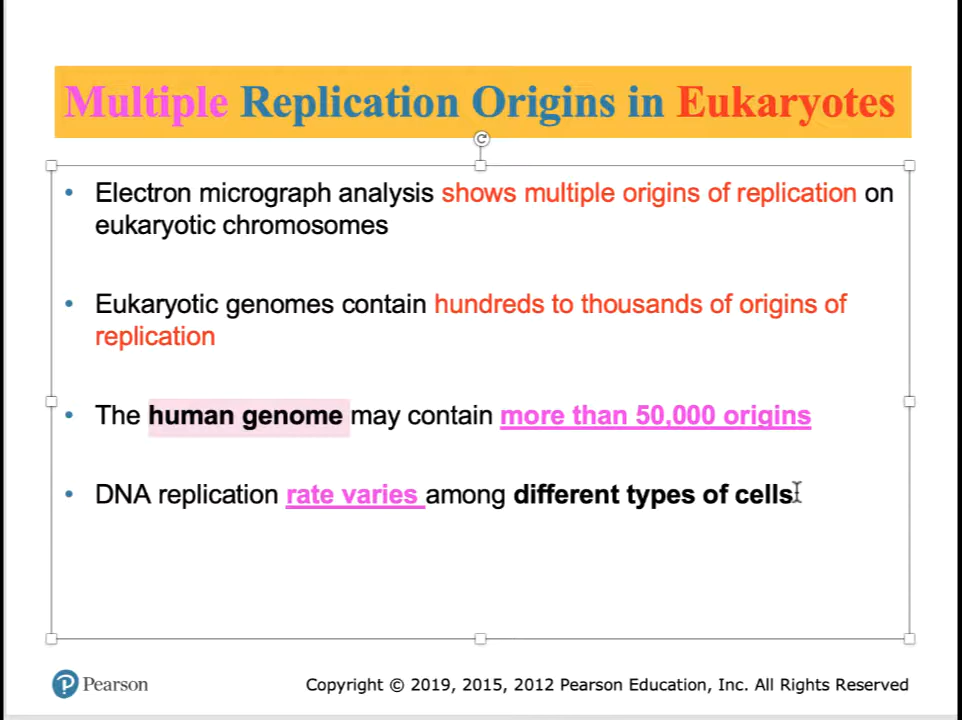 Multiple Replication Origins in Eukaryotes
• Electron micrograph analysis shows multiple origins of replication on
eukaryotic chromosomes
• Eukaryotic genomes contain hundreds to thousands of origins of
replication
• The human genome may contain more than 50,000 origins
• DNA replication rate varies among different types of cells
Pearson
Copyright © 2019, 2015, 2012 Pearson Education, Inc. All Rights Reserved